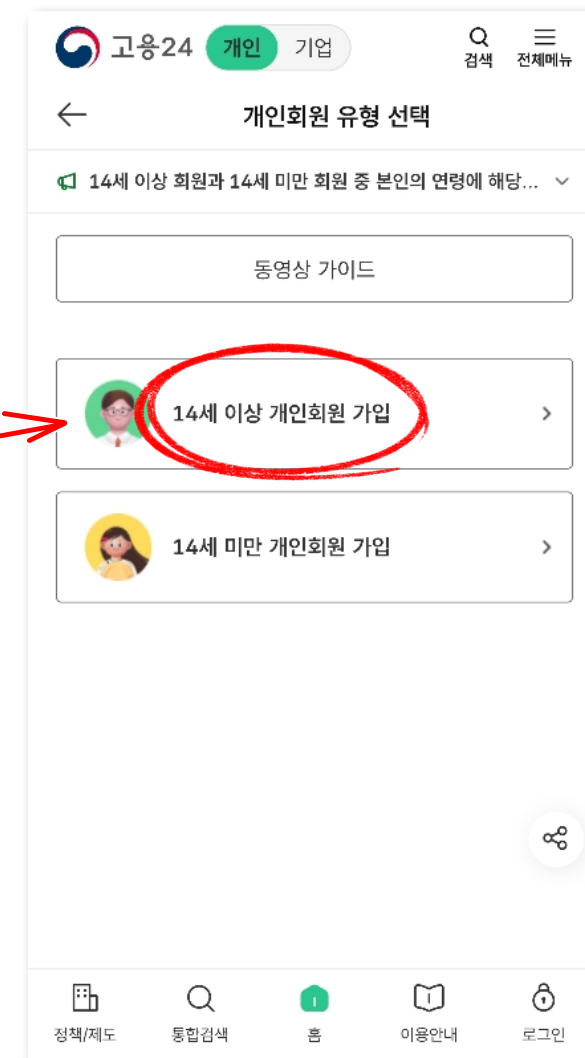 고용24 개인 기업 검색 전체메뉴
개인회원 유형 선택
14세 이상 회원과 14세 미만 회원 중 본인의 연령에 해당...
동영상 가이드
14세 이상 개인회원 가입
14세 미만 개인회원 가입
정책/제도 통합검색 홈 이용안내 로그인